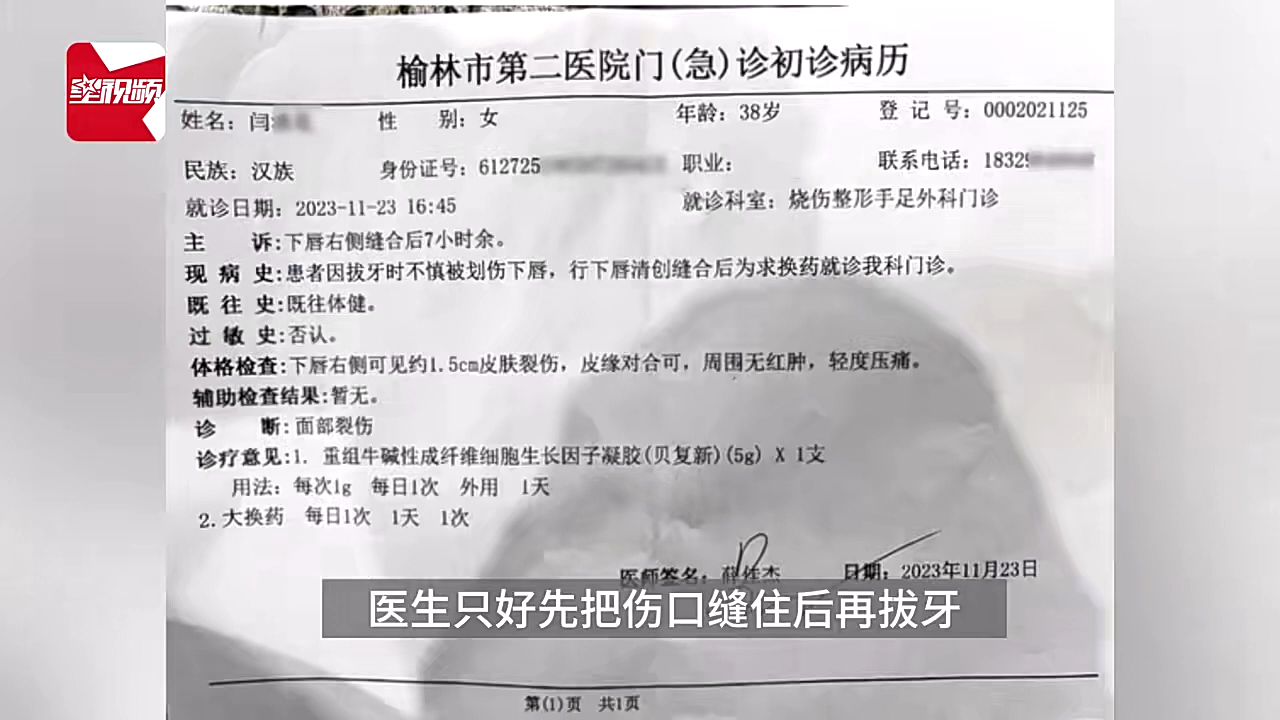 榆林市第二医院门(急)诊初诊病历
星视频
姓名：闫 性 别：女 年龄：38岁 登 记 号：0002021125
民族：汉族 身份证号：612725 职业： 联系电话：1832
就诊日期：2023-11-23 16:45 就诊科室：烧伤整形手足外科门诊
主 诉：下唇右侧缝合后7小时余。
现 病 史：患者因拔牙时不慎被划伤下唇，行下唇清创缝合后为求换药就诊我科门诊。
既 往 史：既往体健。
过 敏 史：否认。
体格检查：下唇右侧可见约1.5cm皮肤裂伤，皮缘对合可，周围无红肿，轻度压痛。
辅助检查结果：暂无。
诊 断：面部裂伤
诊疗意见：1. 重组牛碱性成纤维细胞生长因子凝胶(贝复新)(5g) X 1支
用法：每次1g 每日1次 外用 1天
2. 大换药 每日1次 1天 1次
医师签名： 日期：2023年11月23日
医生只好先把伤口缝住后再拔牙
第(1)页 共1页